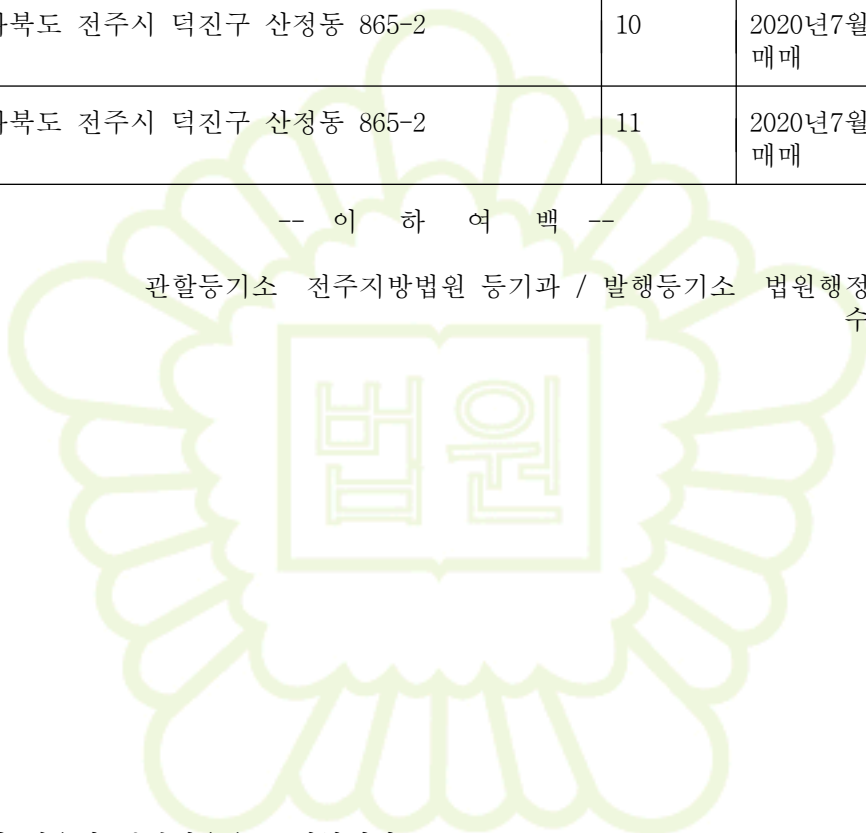 북도 전주시 덕진구 산정동 865-2 10 2020년7월
매매
북도 전주시 덕진구 산정동 865-2 11 2020년7월
매매
-- 이 하 여 백 --
관할등기소 전주지방법원 등기과 / 발행등기소 법원행정
수
법원